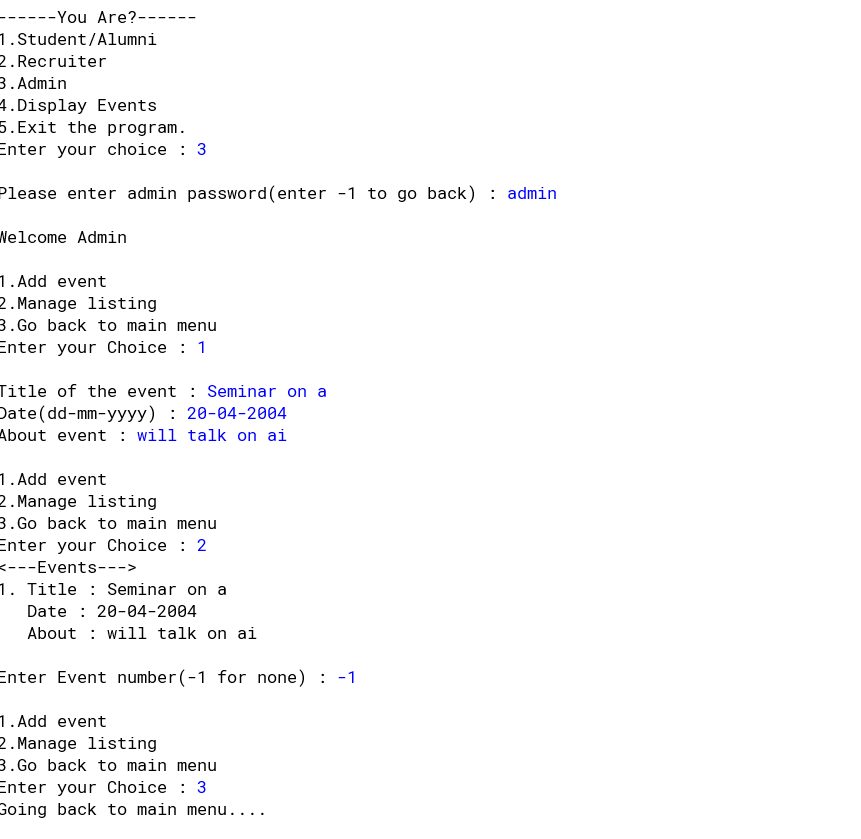 ------You Are?------
1.Student/Alumni
2.Recruiter
3.Admin
4.Display Events
5.Exit the program.
Enter your choice : 3
Please enter admin password(enter -1 to go back) : admin
Welcome Admin
1.Add event
2.Manage listing
3.Go back to main menu
Enter your Choice : 1
Title of the event : Seminar on a
Date(dd-mm-yyyy) : 20-04-2004
About event : will talk on ai
1.Add event
2.Manage listing
3.Go back to main menu
Enter your Choice : 2
<---Events--->
1. Title : Seminar on a
Date : 20-04-2004
About : will talk on ai
Enter Event number(-1 for none) : -1
1.Add event
2.Manage listing
3.Go back to main menu
Enter your Choice : 3
Going back to main menu....